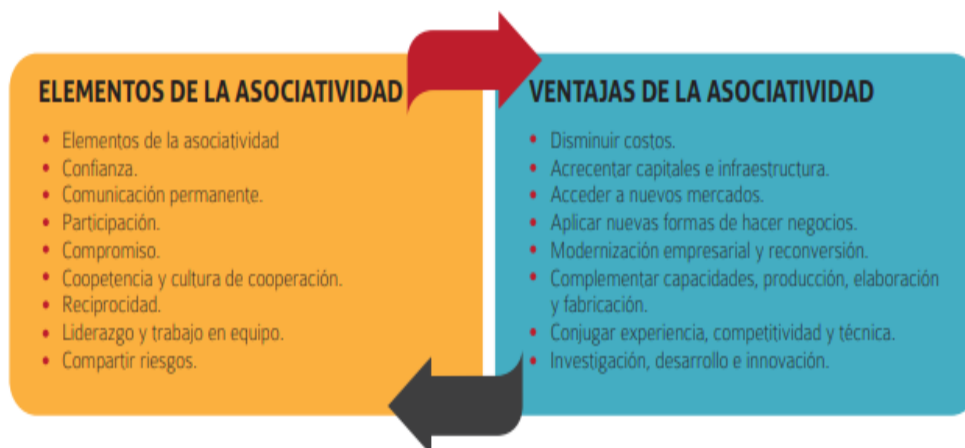 ELEMENTOS DE LA ASOCIATIVIDAD
• Elementos de la asociatividad
• Confianza.
• Comunicación permanente.
• Participación.
• Compromiso.
• Coopetencia y cultura de cooperación.
• Reciprocidad.
• Liderazgo y trabajo en equipo.
• Compartir riesgos.
VENTAJAS DE LA ASOCIATIVIDAD
• Disminuir costos.
• Acrecentar capitales e infraestructura.
• Acceder a nuevos mercados.
• Aplicar nuevas formas de hacer negocios.
• Modernización empresarial y reconversión.
• Complementar capacidades, producción, elaboración
y fabricación.
• Conjugar experiencia, competitividad y técnica.
• Investigación, desarrollo e innovación.